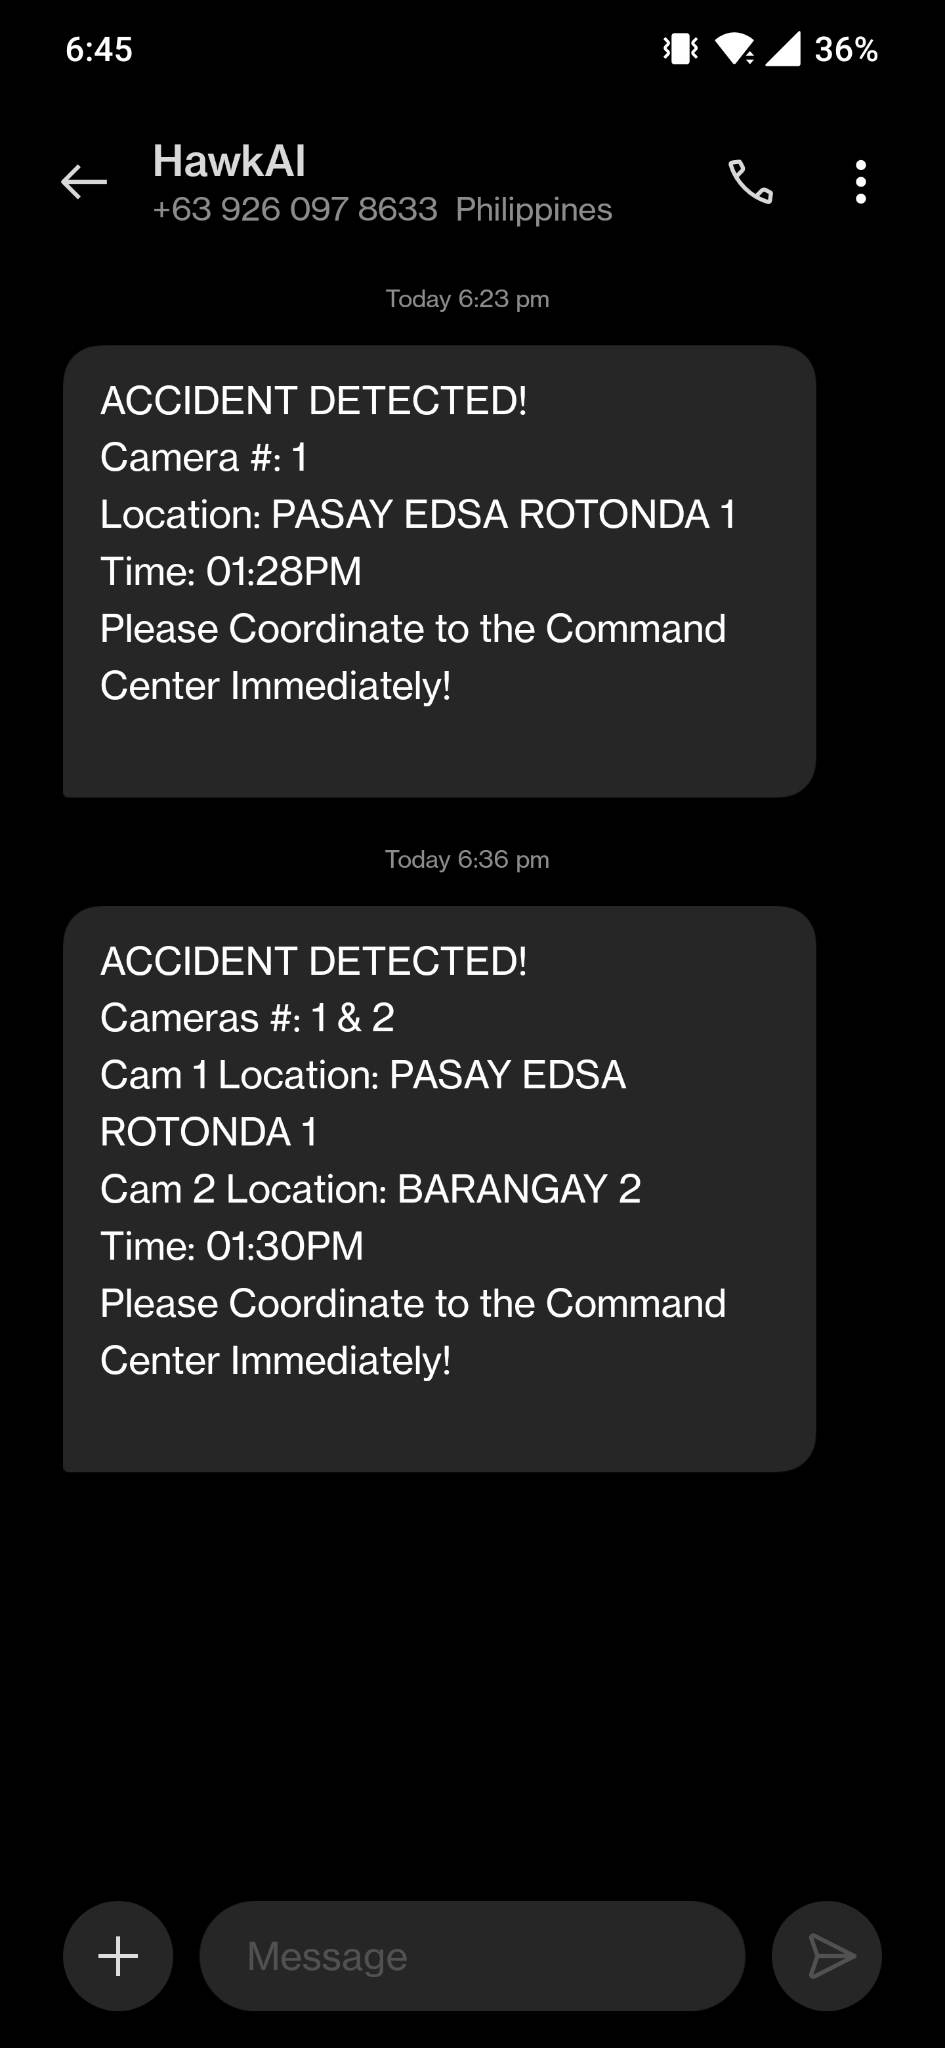 6:45
36%
HawkAI
+63 926 097 8633 Philippines
Today 6:23 pm
ACCIDENT DETECTED!
Camera #: 1
Location: PASAY EDSA ROTONDA 1
Time: 01:28PM
Please Coordinate to the Command
Center Immediately!
Today 6:36 pm
ACCIDENT DETECTED!
Cameras #: 1 & 2
Cam 1 Location: PASAY EDSA
ROTONDA 1
Cam 2 Location: BARANGAY 2
Time: 01:30PM
Please Coordinate to the Command
Center Immediately!
Message